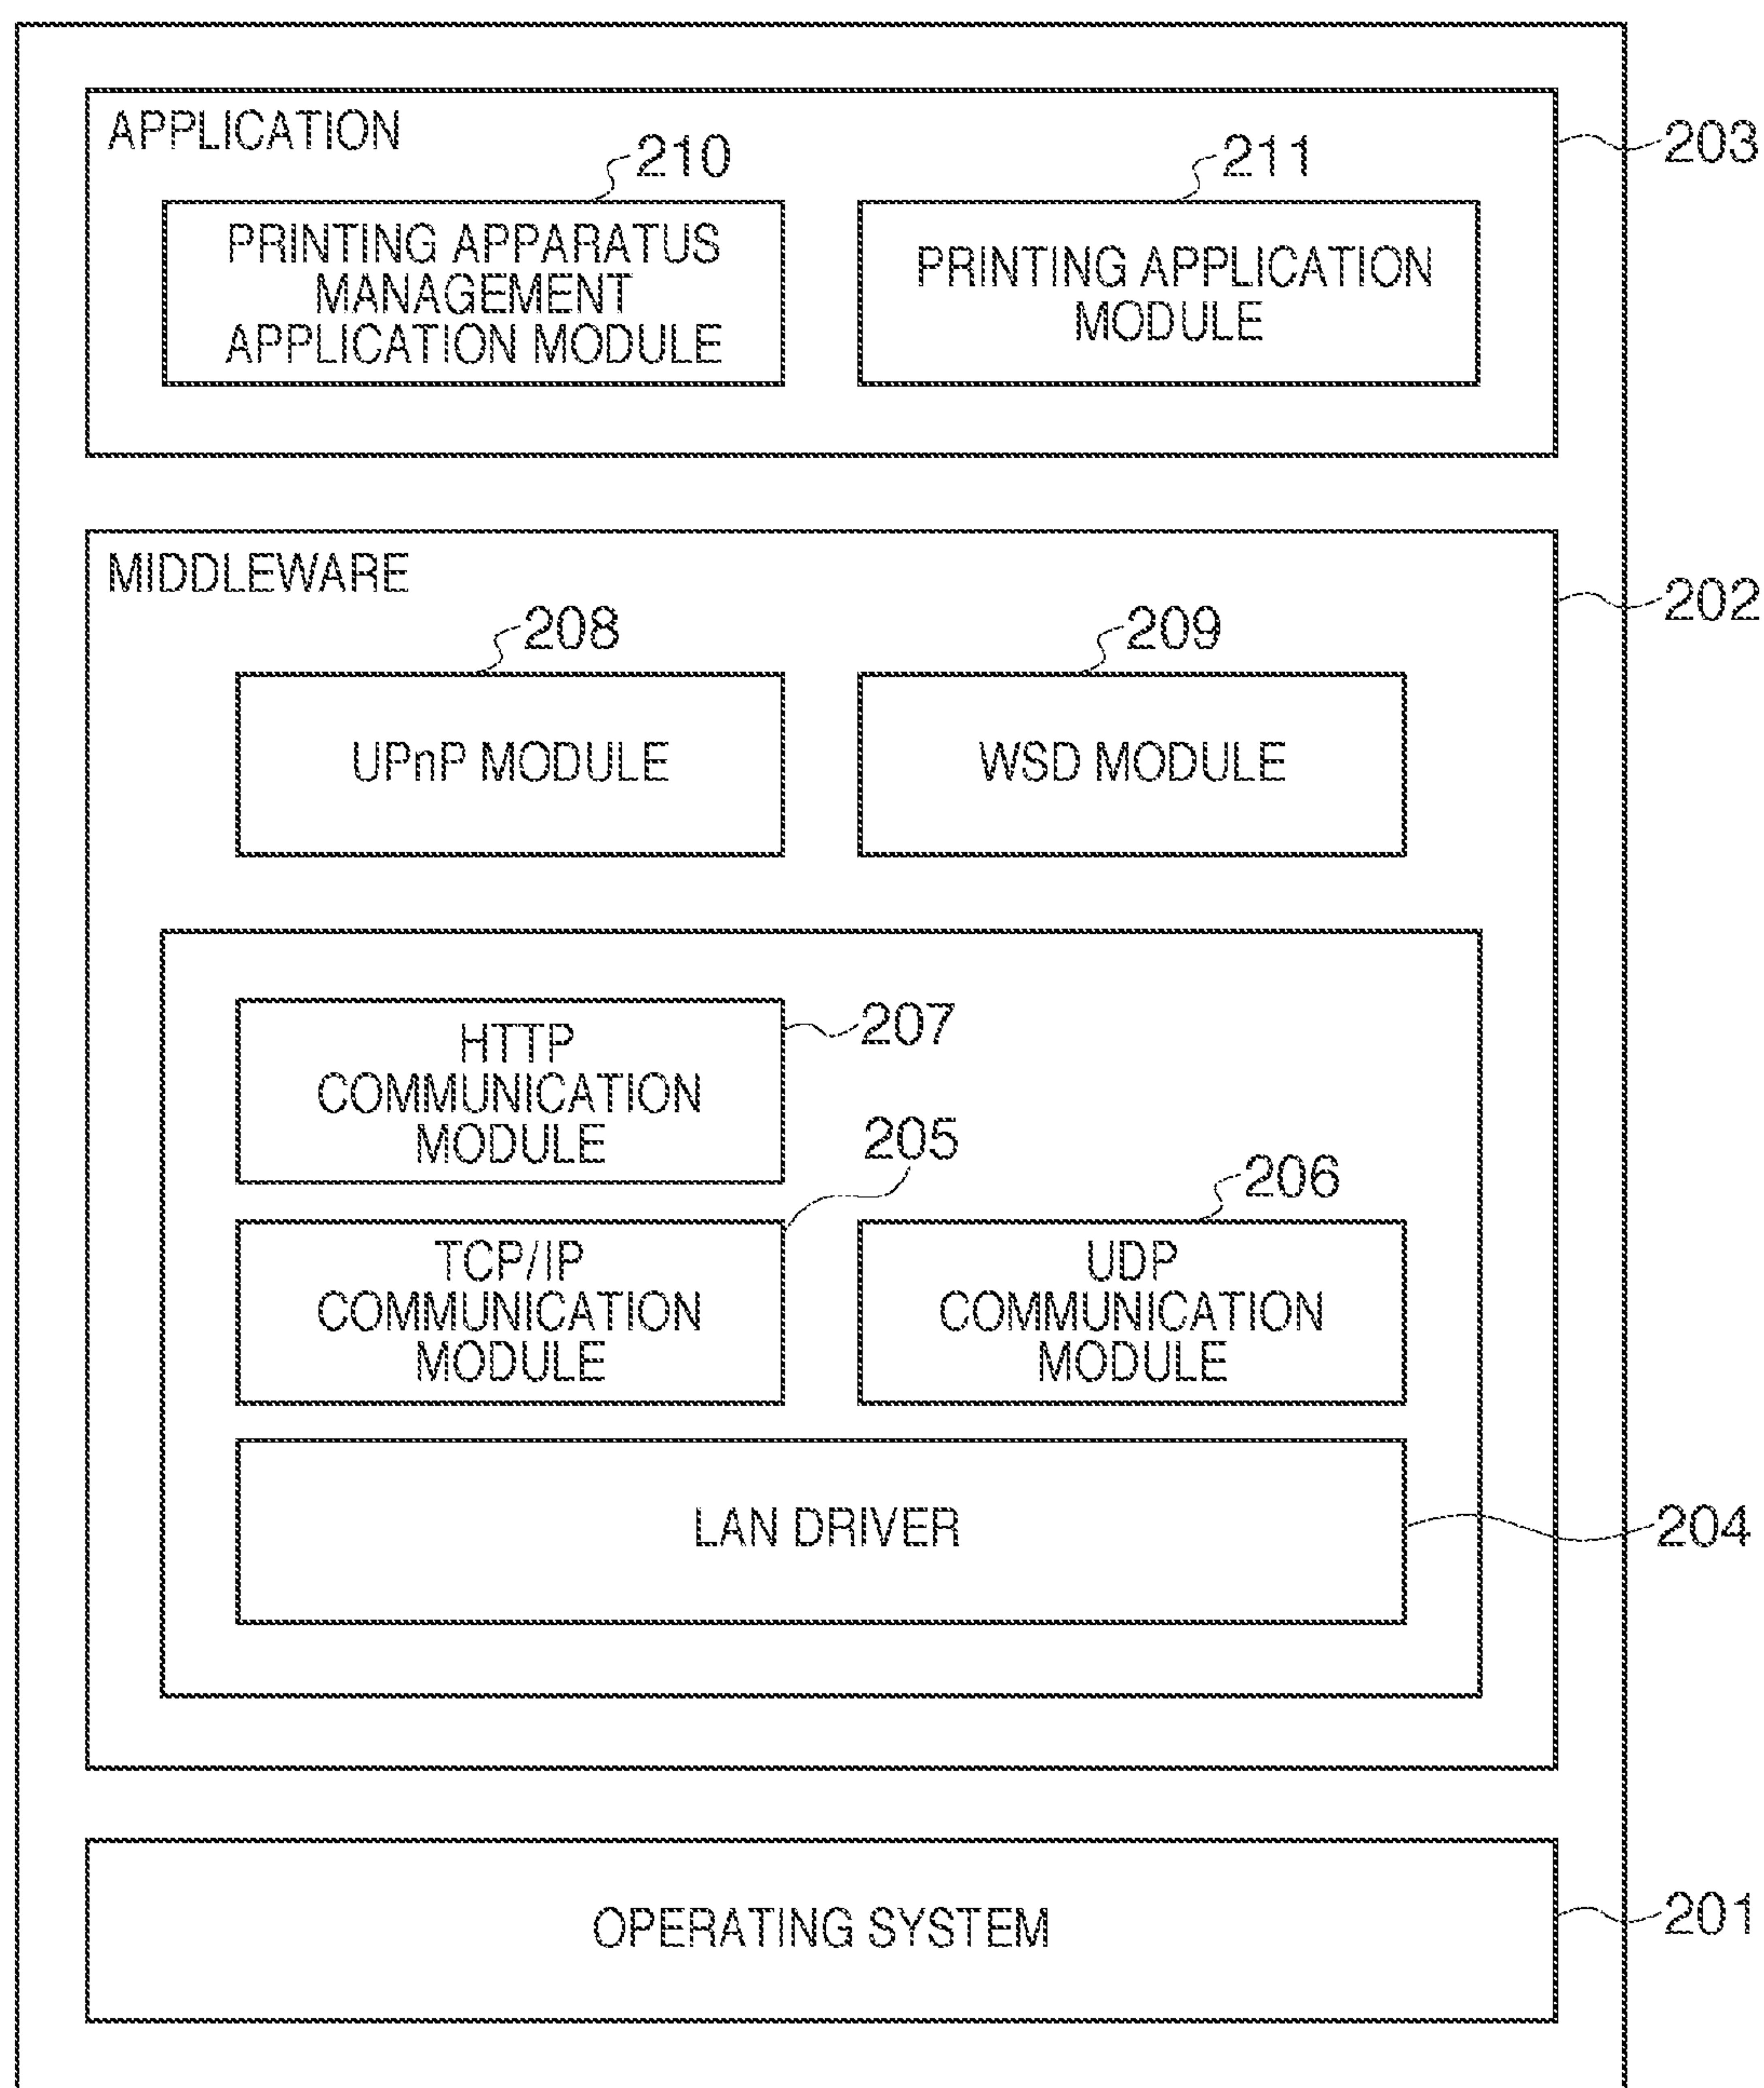 APPLICATION
203
210
211
PRINTING APPARATUS
MANAGEMENT
APPLICATION MODULE
PRINTING APPLICATION
MODULE
MIDDLEWARE
202
208
209
UPnP MODULE
WSD MODULE
207
HTTP
COMMUNICATION
MODULE
205
206
TCP/IP
COMMUNICATION
MODULE
UDP
COMMUNICATION
MODULE
LAN DRIVER
204
OPERATING SYSTEM
201